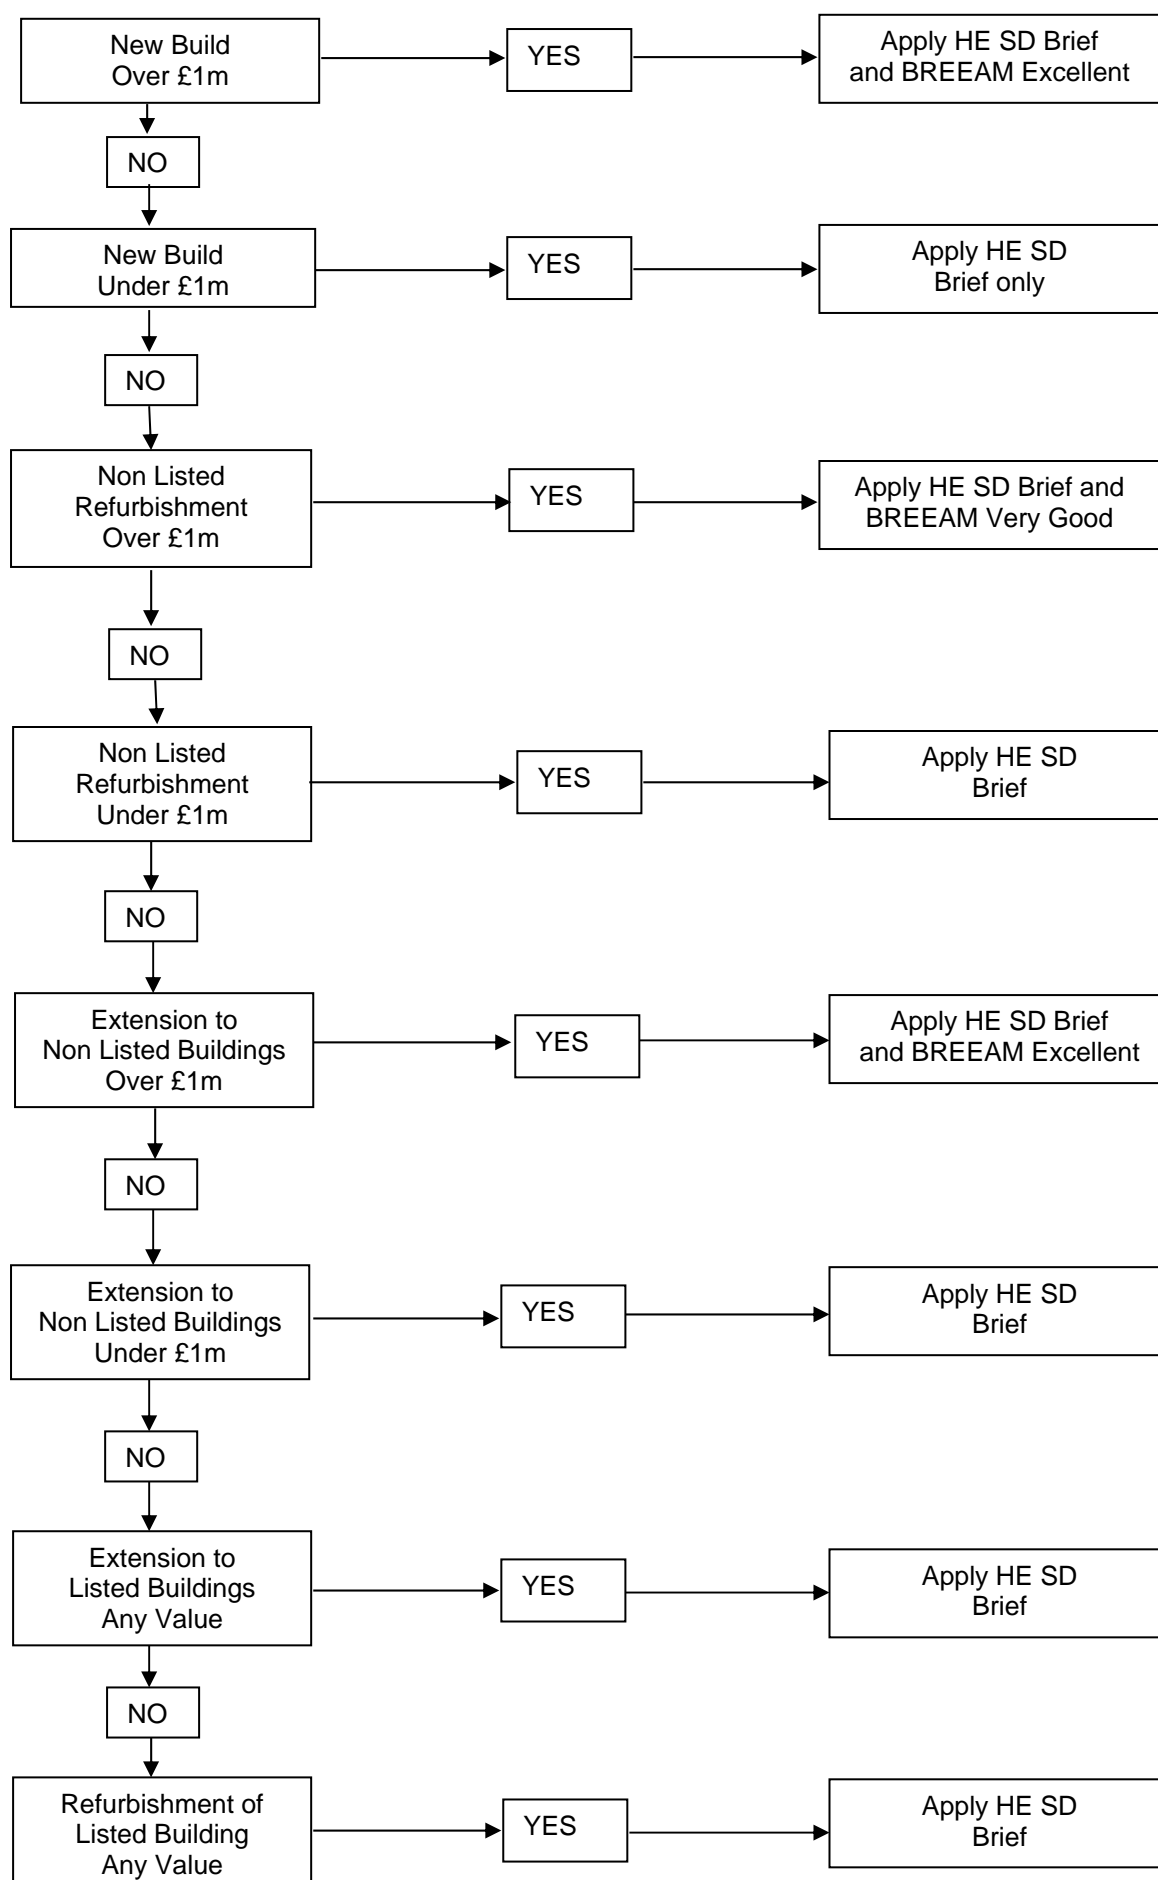 New Build
Over £1m
YES
Apply HE SD Brief
and BREEAM Excellent
NO
New Build
Under £1m
YES
Apply HE SD
Brief only
NO
Non Listed
Refurbishment
Over £1m
YES
Apply HE SD Brief and
BREEAM Very Good
NO
Non Listed
Refurbishment
Under £1m
YES
Apply HE SD
Brief
NO
Extension to
Non Listed Buildings
Over £1m
YES
Apply HE SD Brief
and BREEAM Excellent
NO
Extension to
Non Listed Buildings
Under £1m
YES
Apply HE SD
Brief
NO
Extension to
Listed Buildings
Any Value
YES
Apply HE SD
Brief
NO
Refurbishment of
Listed Building
Any Value
YES
Apply HE SD
Brief